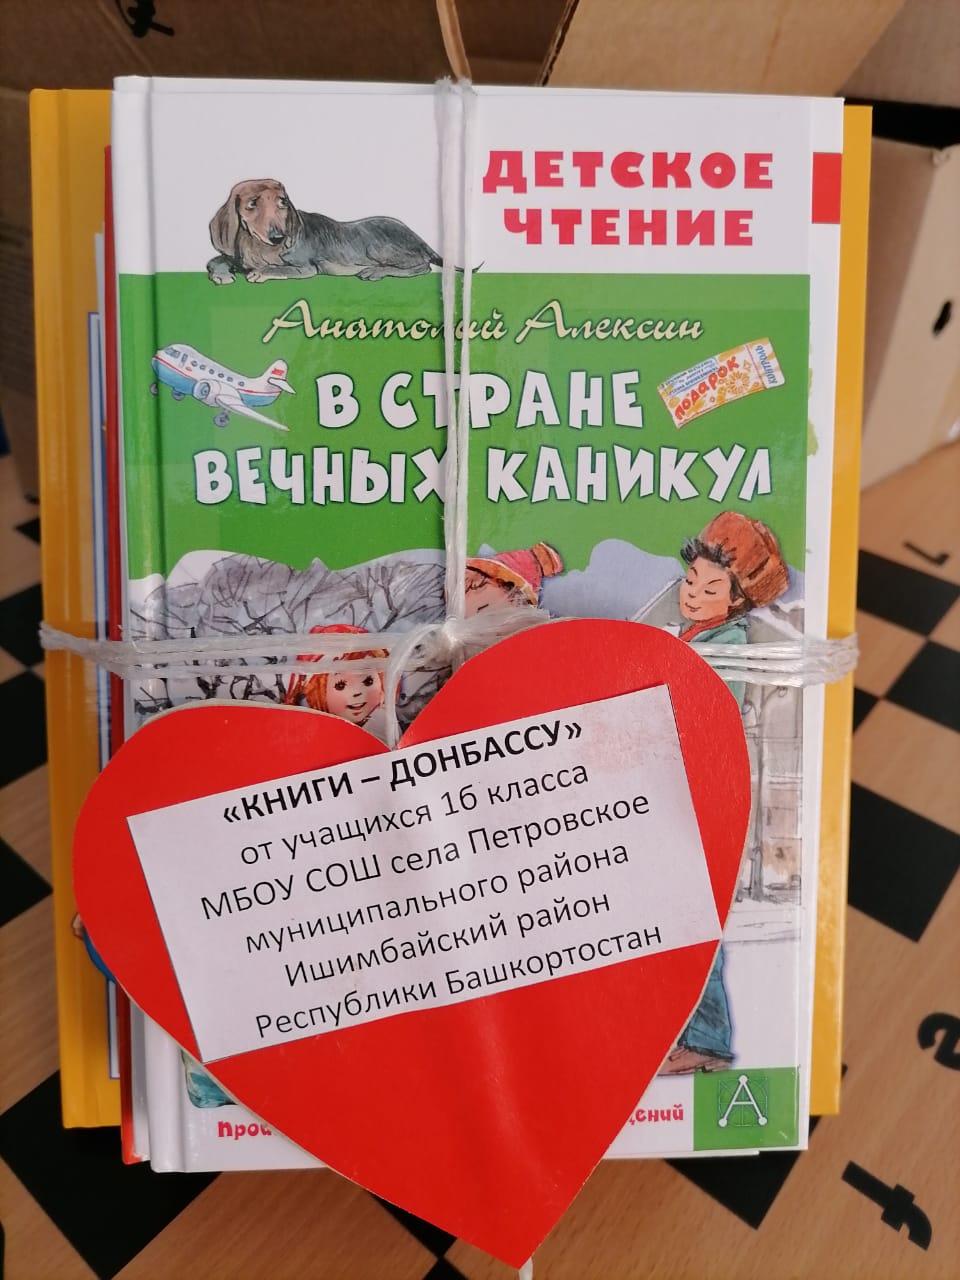 ДЕТСКОЕ
ЧТЕНИЕ
Анатолий Алексин
ПОДАРОК
В СТРАНЕ
ВЕЧНЫХ КАНИКУЛ
«КНИГИ – ДОНБАССУ»
от учащихся 1б класса
МБОУ СОШ села Петровское
муниципального района
Ишимбайский район
Республики Башкортостан
A
a
f